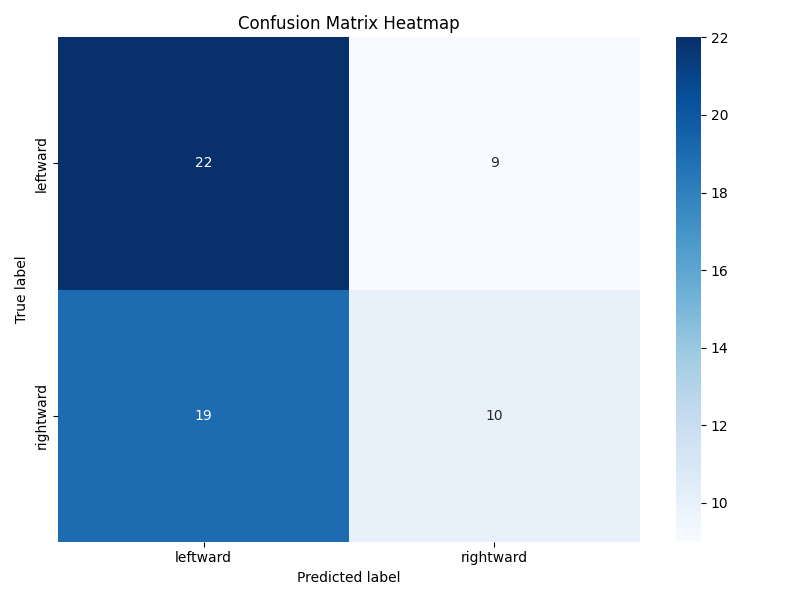 Confusion Matrix Heatmap
True label
leftward
rightward
22
9
19
10
leftward
rightward
Predicted label
22
20
18
16
14
12
10